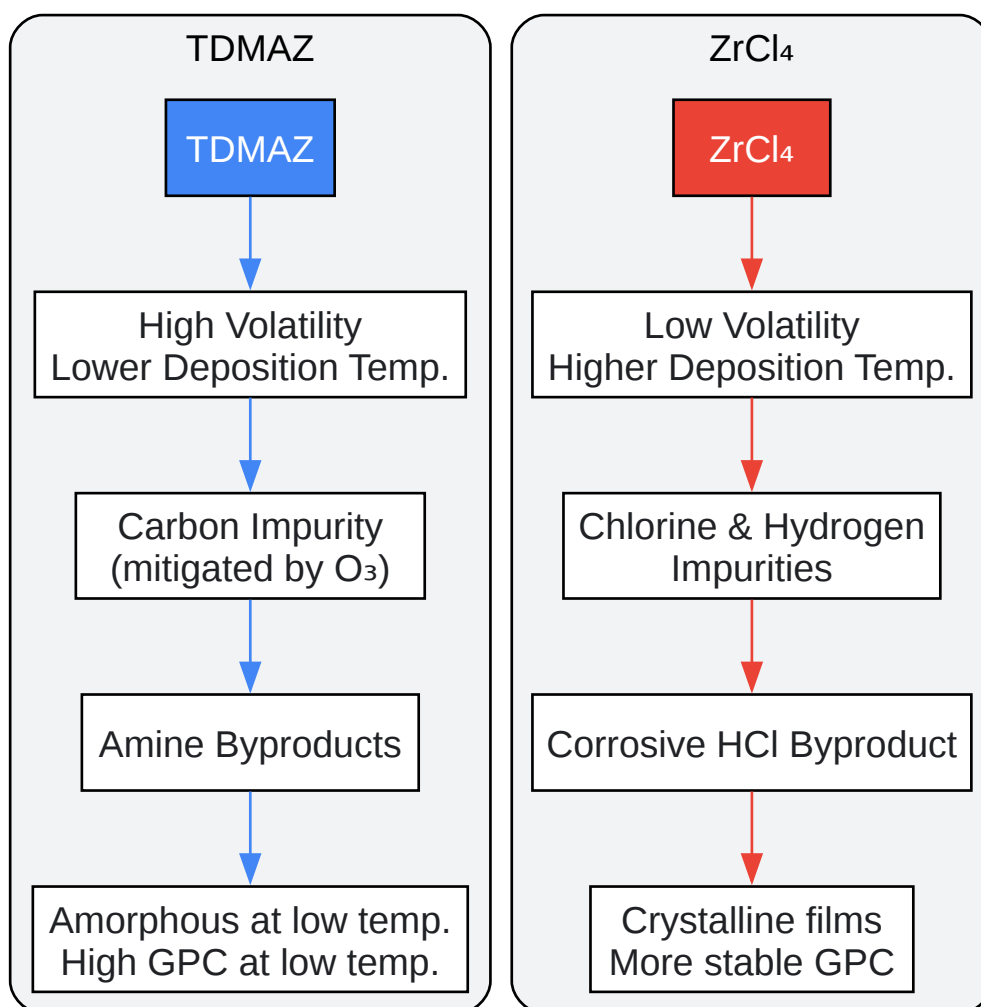 TDMAZ
TDMAZ
High Volatility
Lower Deposition Temp.
Carbon Impurity
(mitigated by O₃)
Amine Byproducts
Amorphous at low temp.
High GPC at low temp.
ZrCl₄
ZrCl₄
Low Volatility
Higher Deposition Temp.
Chlorine & Hydrogen
Impurities
Corrosive HCl Byproduct
Crystalline films
More stable GPC